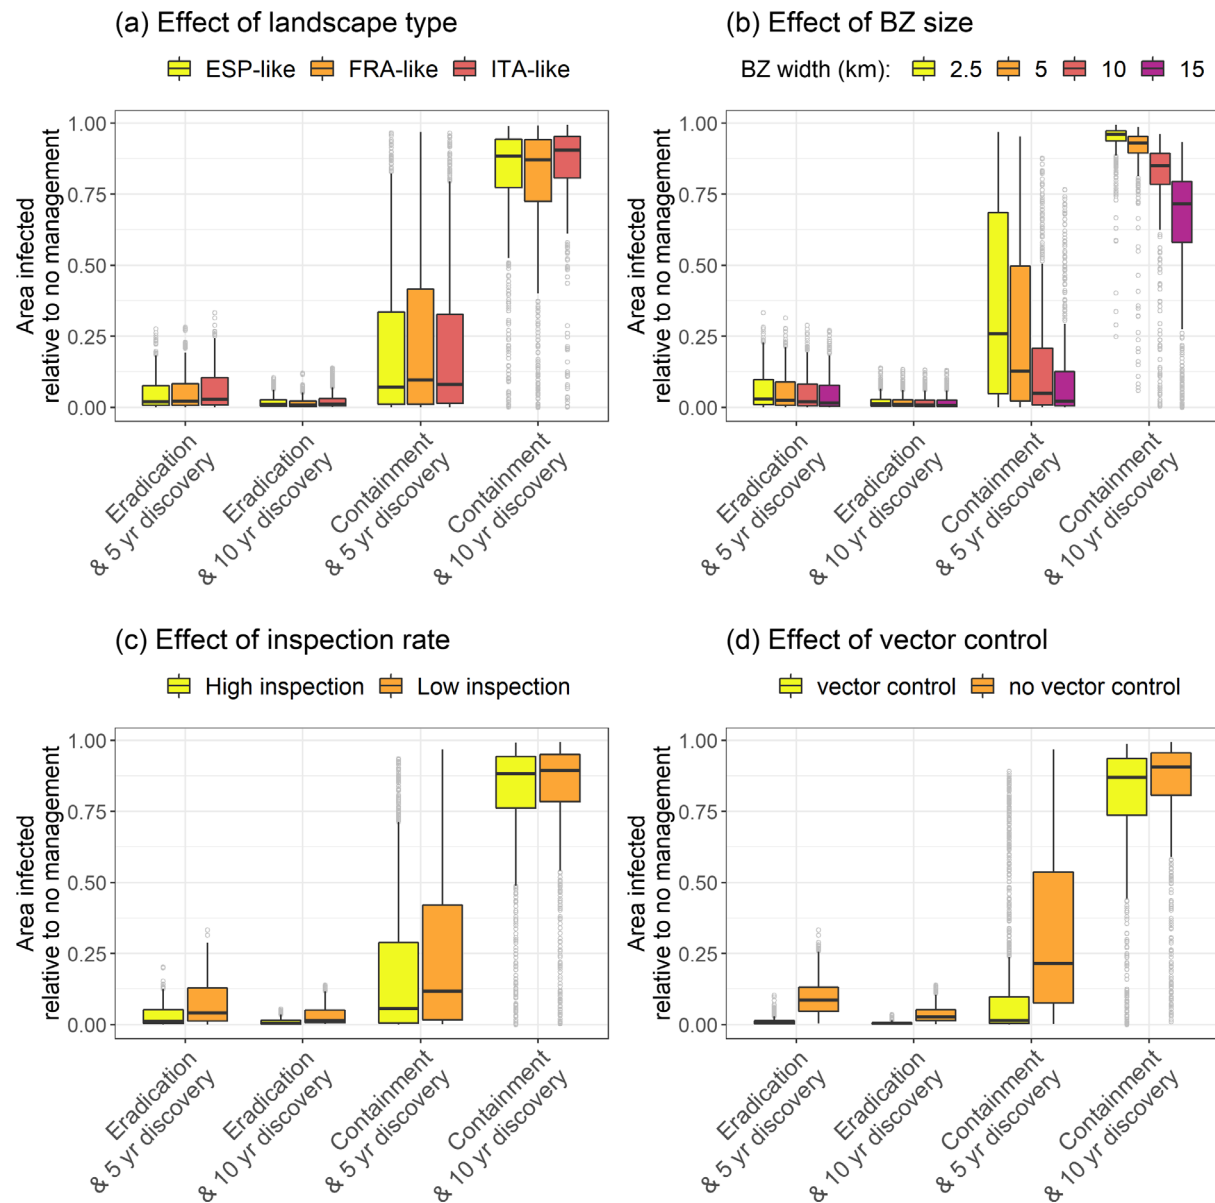 (a) Effect of landscape type
ESP-like FRA-like ITA-like
Area infected
relative to no management
1.00
0.75
0.50
0.25
0.00
Eradication
& 5 yr discovery
Eradication
& 10 yr discovery
Containment
& 5 yr discovery
Containment
& 10 yr discovery
(b) Effect of BZ size
BZ width (km): 2.5 5 10 15
Area infected
relative to no management
1.00
0.75
0.50
0.25
0.00
Eradication
& 5 yr discovery
Eradication
& 10 yr discovery
Containment
& 5 yr discovery
Containment
& 10 yr discovery
(c) Effect of inspection rate
High inspection Low inspection
Area infected
relative to no management
1.00
0.75
0.50
0.25
0.00
Eradication
& 5 yr discovery
Eradication
& 10 yr discovery
Containment
& 5 yr discovery
Containment
& 10 yr discovery
(d) Effect of vector control
vector control no vector control
Area infected
relative to no management
1.00
0.75
0.50
0.25
0.00
Eradication
& 5 yr discovery
Eradication
& 10 yr discovery
Containment
& 5 yr discovery
Containment
& 10 yr discovery